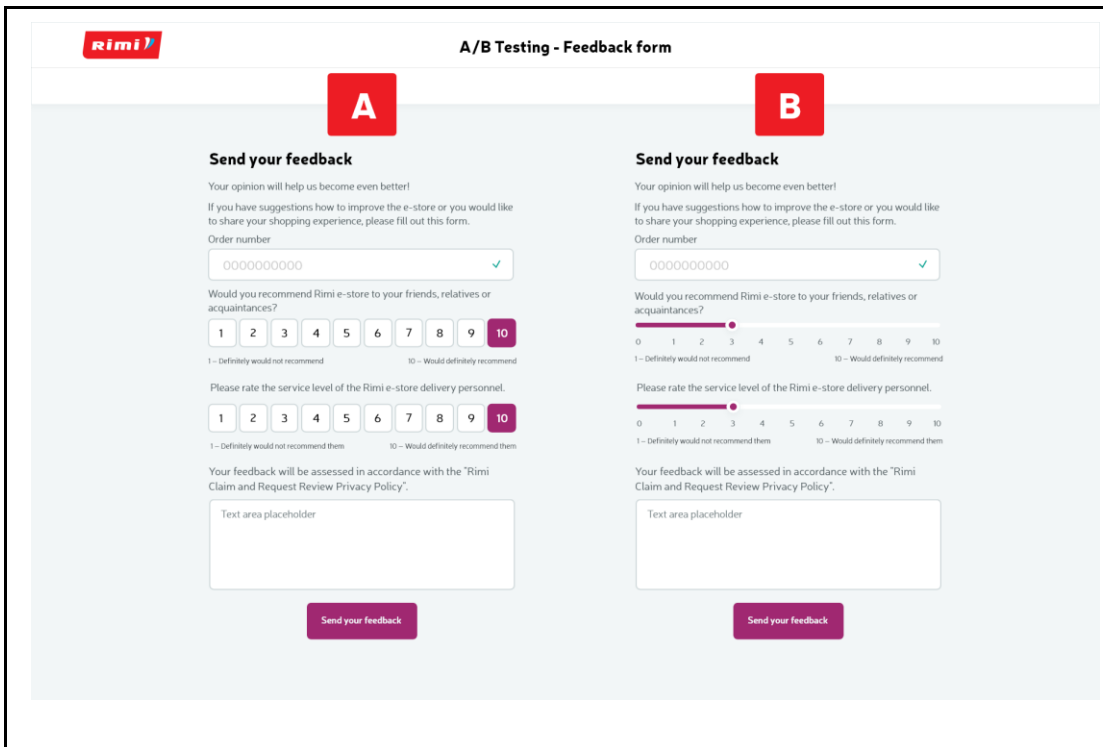 Rimi
A/B Testing - Feedback form
A
Send your feedback
Your opinion will help us become even better!
If you have suggestions how to improve the e-store or you would like
to share your shopping experience, please fill out this form.
Order number
0000000000
Would you recommend Rimi e-store to your friends, relatives or
acquaintances?
1 2 3 4 5 6 7 8 9 10
1 – Definitely would not recommend 10 – Would definitely recommend
Please rate the service level of the Rimi e-store delivery personnel.
1 2 3 4 5 6 7 8 9 10
1 – Definitely would not recommend them 10 – Would definitely recommend them
Your feedback will be assessed in accordance with the "Rimi
Claim and Request Review Privacy Policy".
Text area placeholder
Send your feedback
B
Send your feedback
Your opinion will help us become even better!
If you have suggestions how to improve the e-store or you would like
to share your shopping experience, please fill out this form.
Order number
0000000000
Would you recommend Rimi e-store to your friends, relatives or
acquaintances?
0 1 2 3 4 5 6 7 8 9 10
1 – Definitely would not recommend 10 – Would definitely recommend
Please rate the service level of the Rimi e-store delivery personnel.
0 1 2 3 4 5 6 7 8 9 10
1 – Definitely would not recommend them 10 – Would definitely recommend them
Your feedback will be assessed in accordance with the "Rimi
Claim and Request Review Privacy Policy".
Text area placeholder
Send your feedback